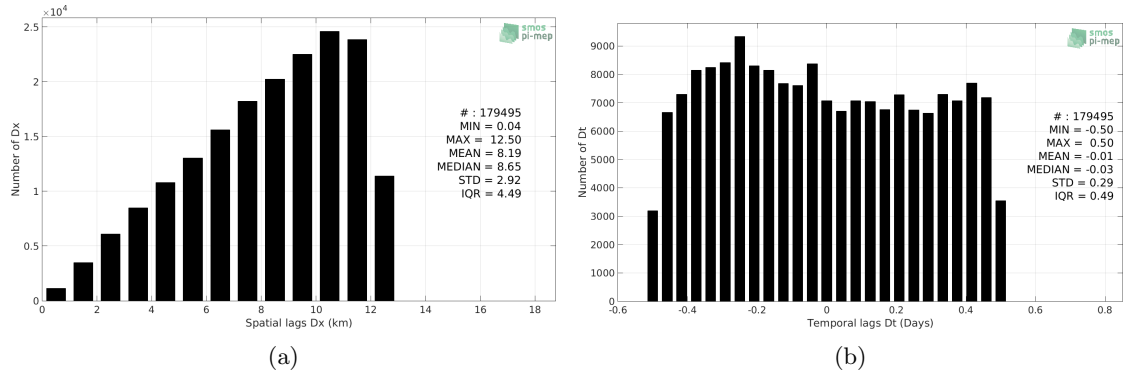 ×10⁴
2.5
2
1.5
1
0.5
0
0 2 4 6 8 10 12 14 16 18
Number of Dx
Spatial lags Dx (km)
smos
pi-mep
# : 179495
MIN = 0.04
MAX = 12.50
MEAN = 8.19
MEDIAN = 8.65
STD = 2.92
IQR = 4.49
(a)
9000
8000
7000
6000
5000
4000
3000
2000
1000
0
-0.6 -0.4 -0.2 0 0.2 0.4 0.6 0.8
Number of Dt
Temporal lags Dt (Days)
smos
pi-mep
# : 179495
MIN = -0.50
MAX = 0.50
MEAN = -0.01
MEDIAN = -0.03
STD = 0.29
IQR = 0.49
(b)